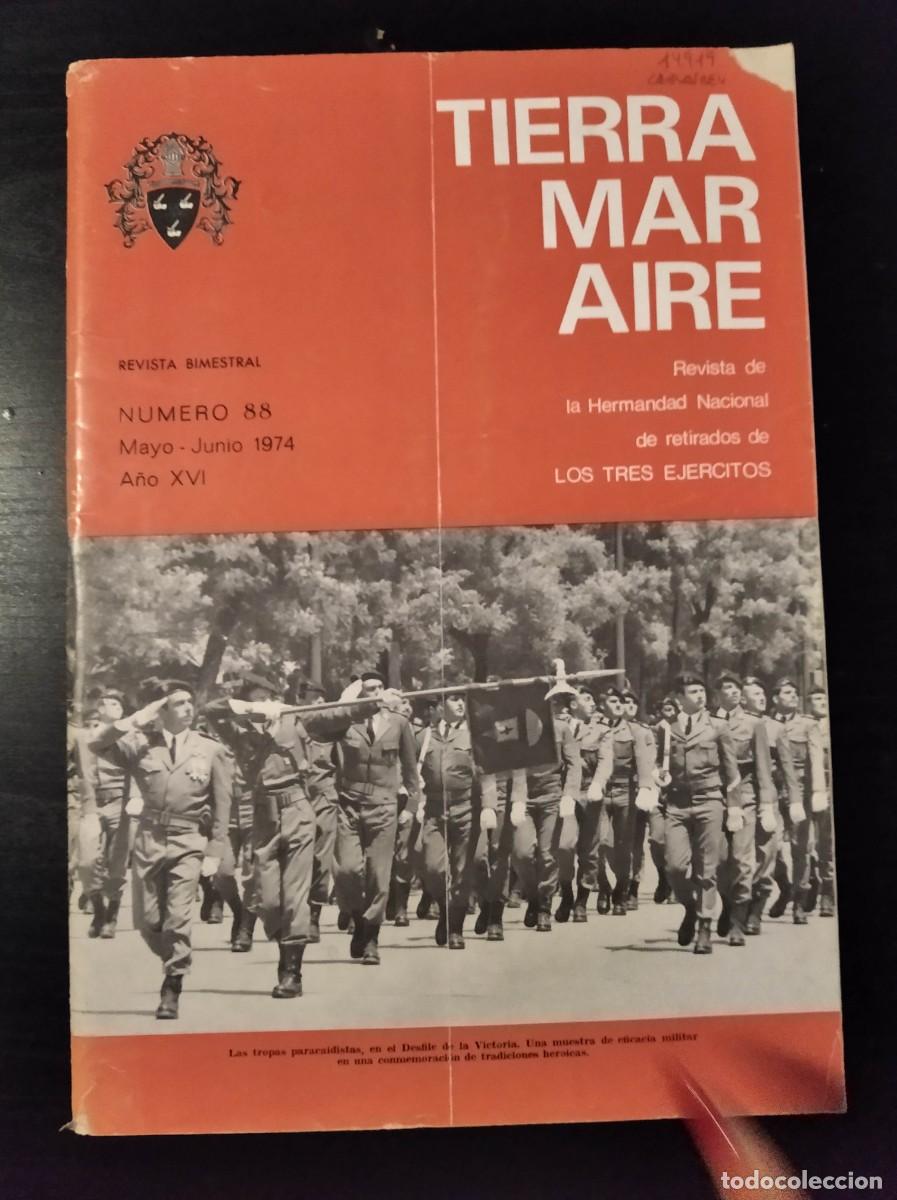 14919
TIERRA
MAR
AIRE
REVISTA BIMESTRAL
NUMERO 88
Mayo - Junio 1974
Año XVI
Revista de
la Hermandad Nacional
de retirados de
LOS TRES EJERCITOS
Las tropas paracaidistas, en el Desfile de la Victoria. Una muestra de eficacia militar
en una conmemoración de tradiciones heroicas.
todocoleccion